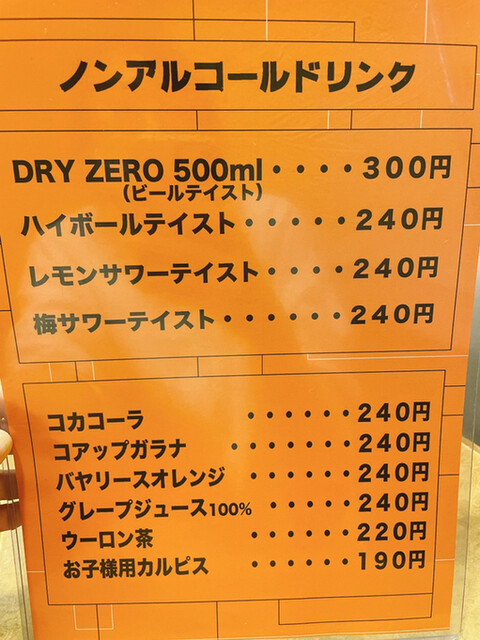 ノンアルコールドリンク
DRY ZERO 500ml・・・・300円
(ビールテイスト)
ハイボールテイスト・・・・・240円
レモンサワーテイスト・・・・240円
梅サワーテイスト・・・・・・240円
コカコーラ ・・・・・・240円
コアップガラナ ・・・・・・240円
バヤリースオレンジ ・・・・・240円
グレープジュース100% ・・・・・240円
ウーロン茶 ・・・・・・220円
お子様用カルピス ・・・・・・190円